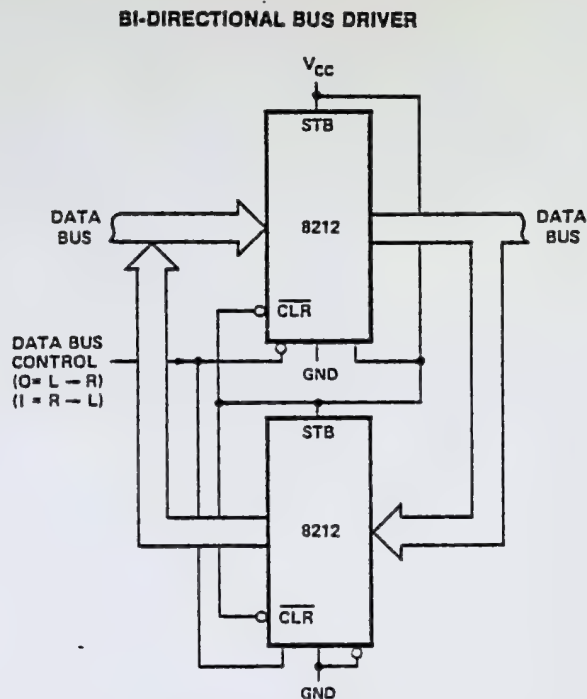 BI-DIRECTIONAL BUS DRIVER
VCC
STB
DATA
BUS
8212
DATA
BUS
CLR
DATA BUS
CONTROL
(0= L → R)
(I = R → L)
GND
STB
8212
CLR
GND